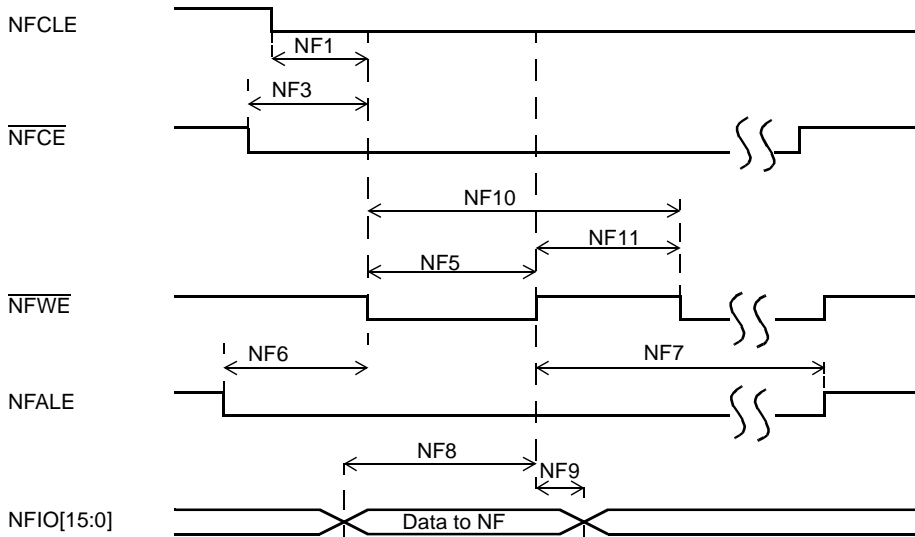 NFCLE
NF1
NF3
NFCE
NF10
NF11
NF5
NFWE
NF6
NF7
NFALE
NF8
NF9
NFIO[15:0]
Data to NF